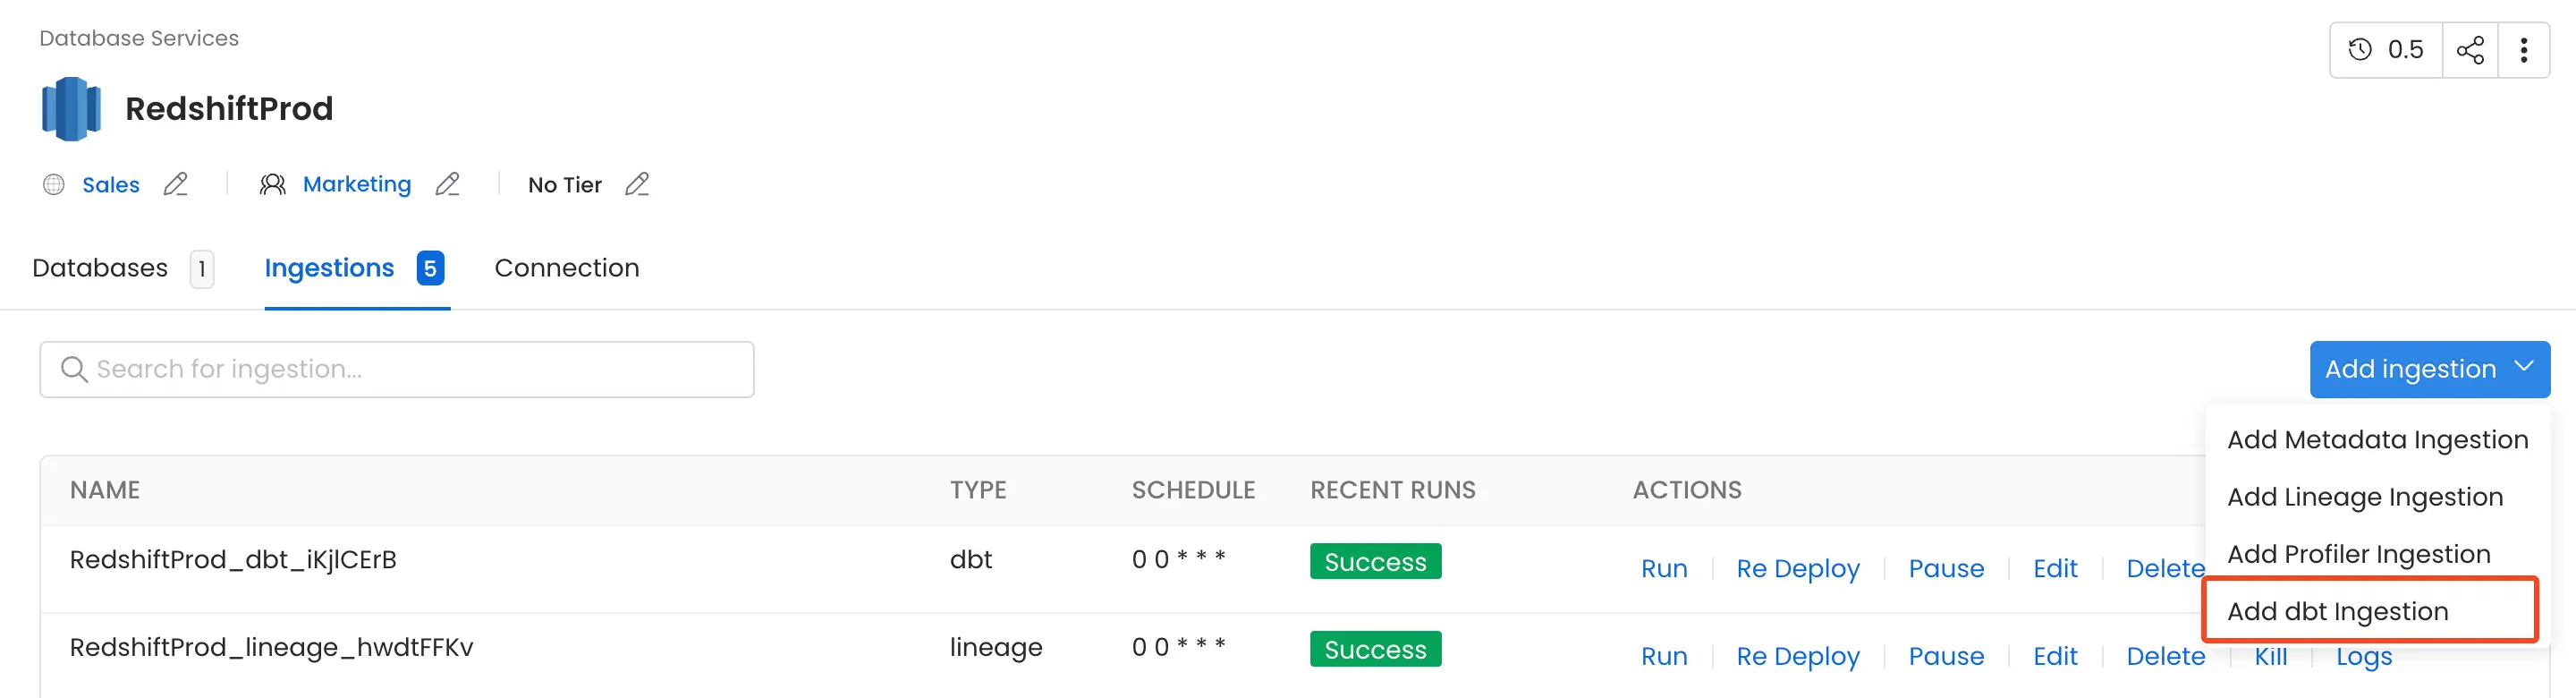 Database Services
0.5
RedshiftProd
Sales Marketing No Tier
Databases 1 Ingestions 5 Connection
Search for ingestion...
Add ingestion
Add Metadata Ingestion
Add Lineage Ingestion
Add Profiler Ingestion
Add dbt Ingestion
NAME TYPE SCHEDULE RECENT RUNS ACTIONS
RedshiftProd_dbt_iKjlCErB dbt 0 0 * * * Success Run Re Deploy Pause Edit Delete
RedshiftProd_lineage_hwdtFFKv lineage 0 0 * * * Success Run Re Deploy Pause Edit Delete Kill Logs